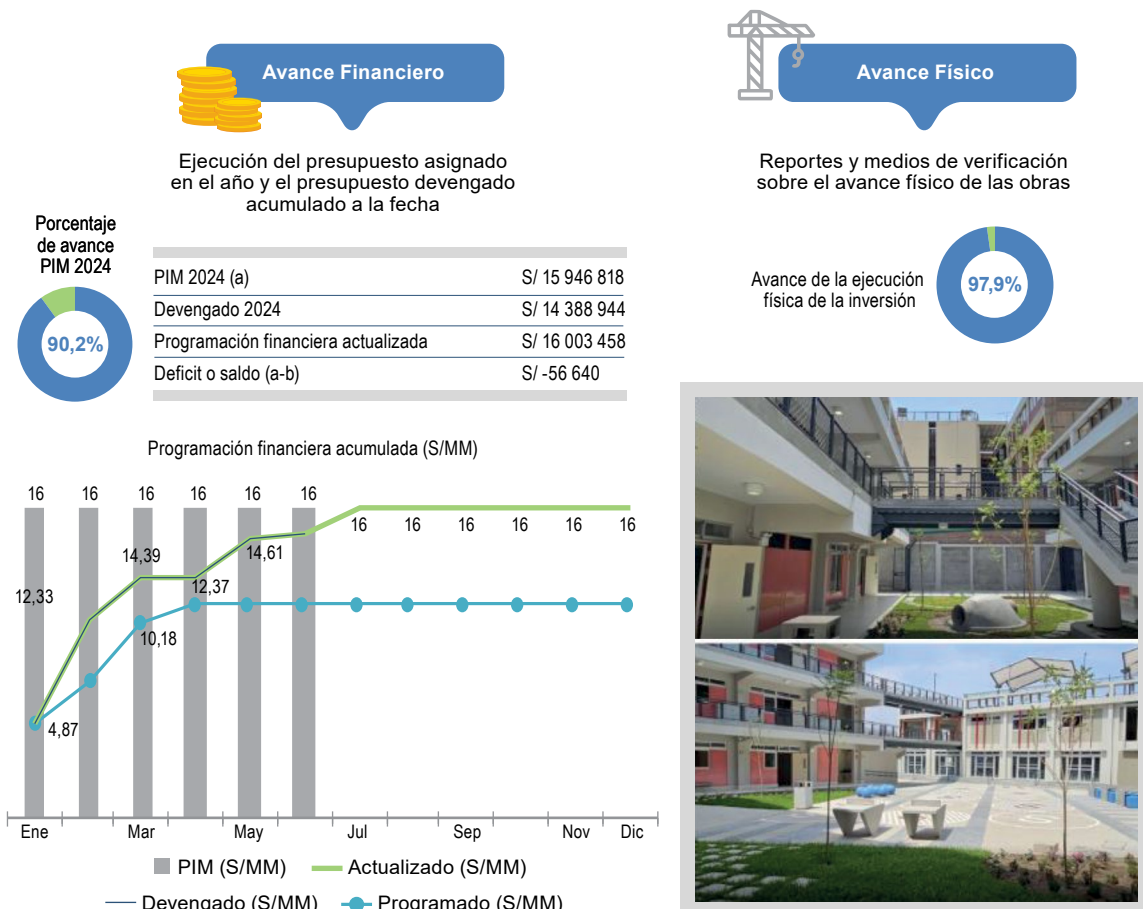 Avance Financiero
Ejecución del presupuesto asignado
en el año y el presupuesto devengado
acumulado a la fecha
Porcentaje
de avance
PIM 2024
90,2%
PIM 2024 (a) S/ 15 946 818
Devengado 2024 S/ 14 388 944
Programación financiera actualizada S/ 16 003 458
Deficit o saldo (a-b) S/ -56 640
Programación financiera acumulada (S/MM)
16 16 16 16 16 16
16 16 16 16 16 16
12,33
14,39
14,61
12,37
10,18
4,87
Ene Mar May Jul Sep Nov Dic
PIM (S/MM) Actualizado (S/MM)
Devengado (S/MM) Programado (S/MM)
Avance Físico
Reportes y medios de verificación
sobre el avance físico de las obras
Avance de la ejecución
física de la inversión
97,9%